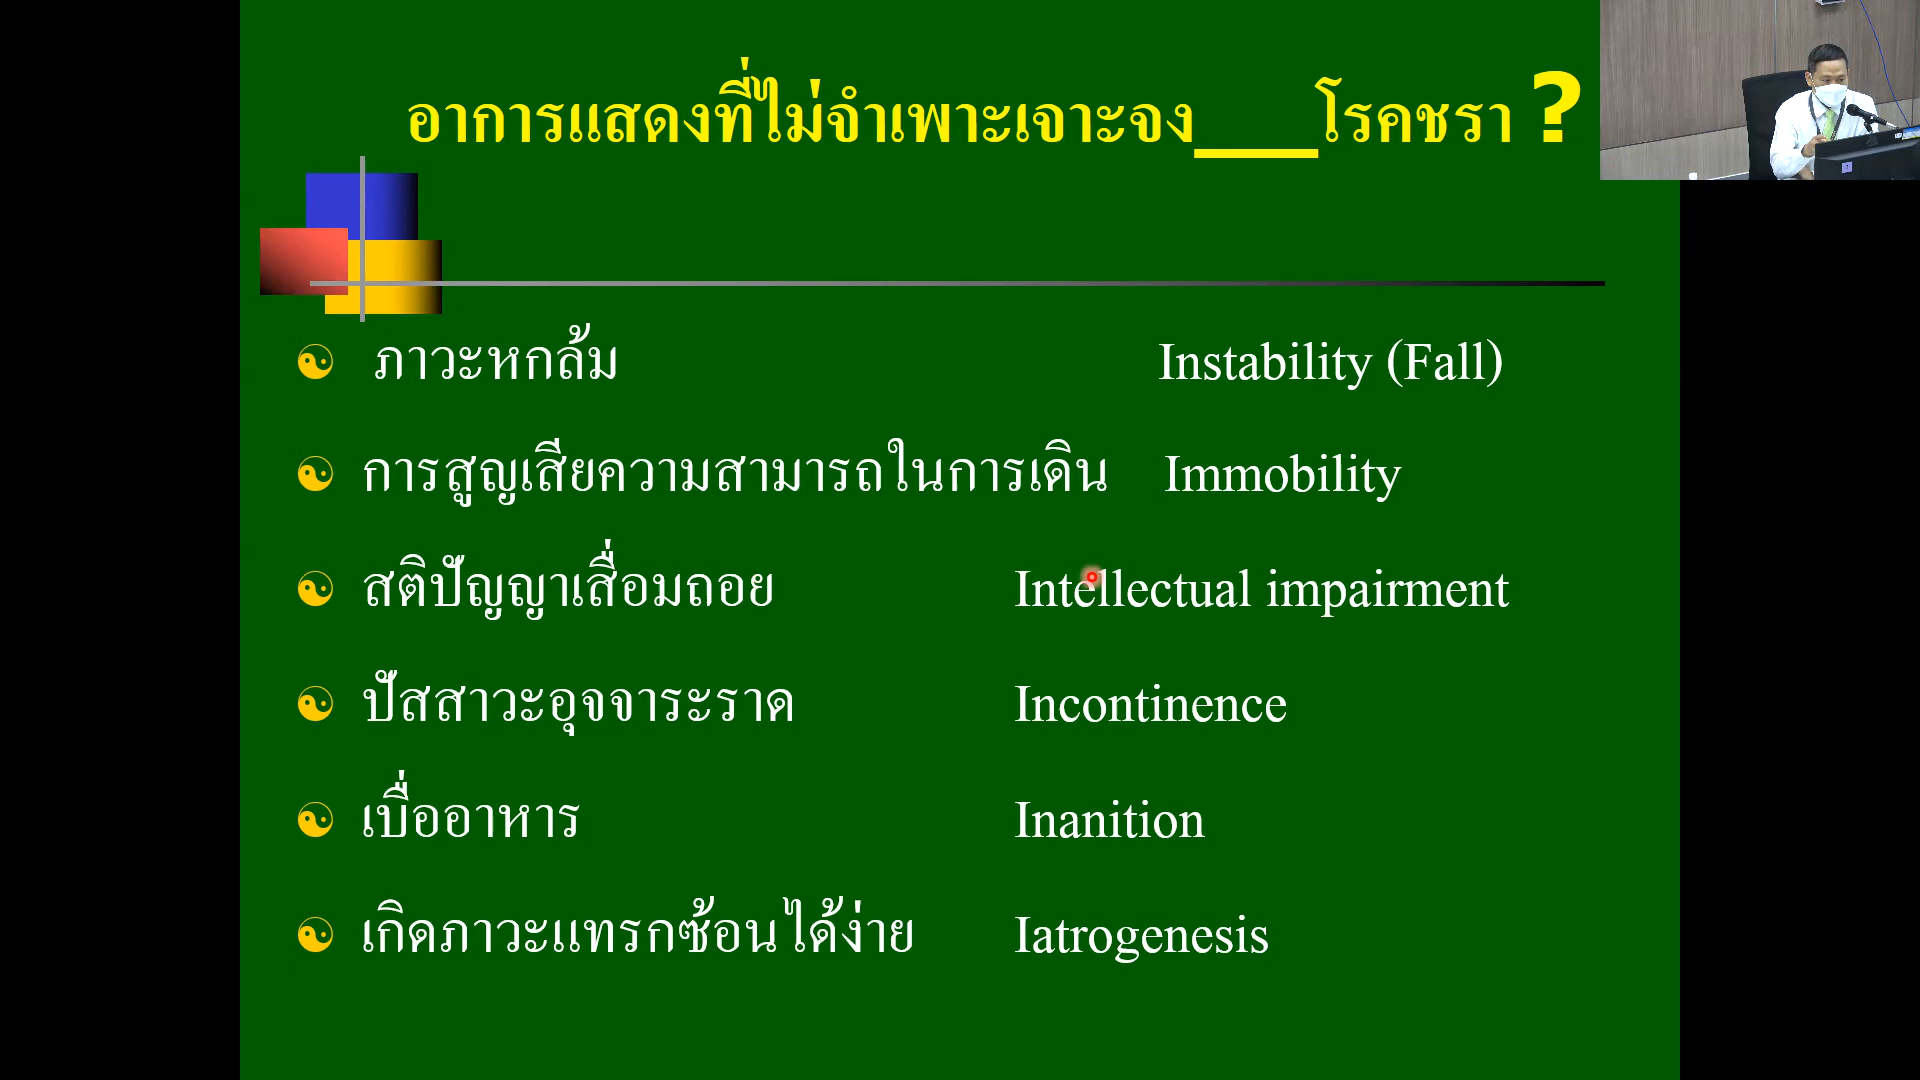 อาการแสดงที่ไม่จำเพาะเจาะจง___โรคชรา ?
ภาวะหกล้ม Instability (Fall)
การสูญเสียความสามารถในการเดิน Immobility
สติปัญญาเสื่อมถอย Intellectual impairment
ปัสสาวะอุจจาระราด Incontinence
เบื่ออาหาร Inanition
เกิดภาวะแทรกซ้อนได้ง่าย Iatrogenesis